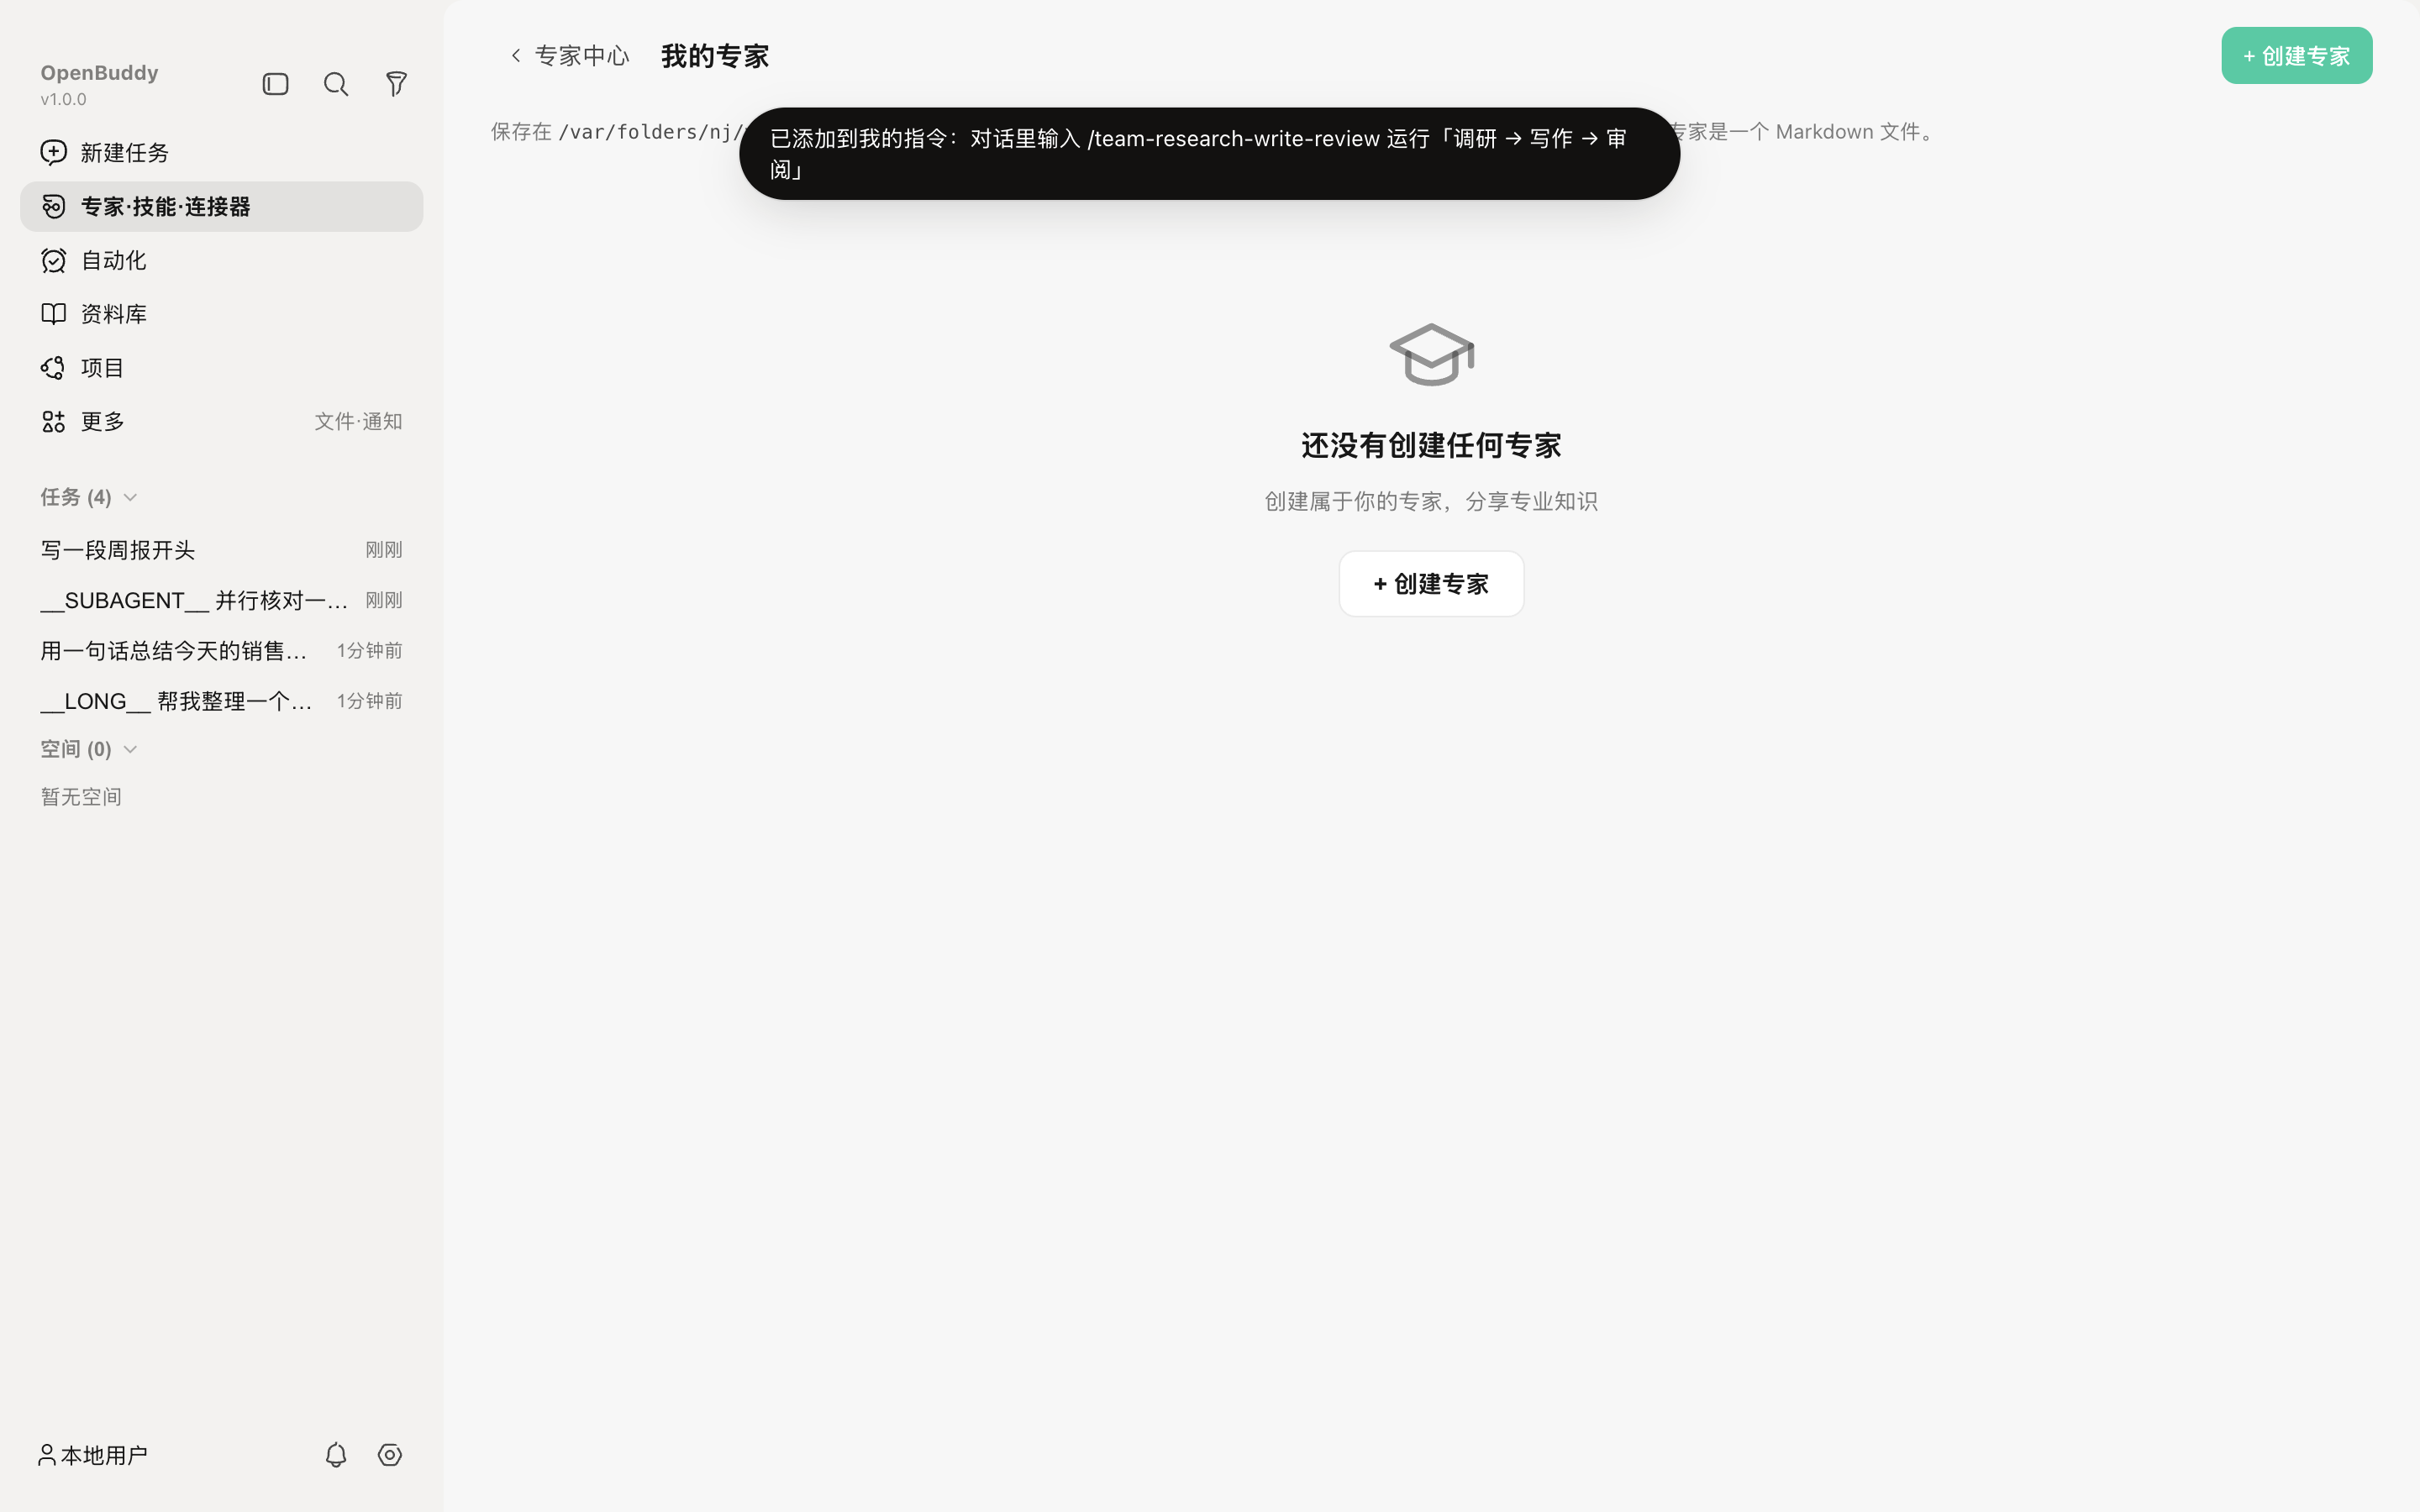 OpenBuddy
v1.0.0
新建任务
专家·技能·连接器
自动化
资料库
项目
更多 文件·通知
任务 (4)
写一段周报开头 刚刚
__SUBAGENT__ 并行核对一… 刚刚
用一句话总结今天的销售… 1分钟前
__LONG__ 帮我整理一个… 1分钟前
空间 (0)
暂无空间
本地用户
专家中心 我的专家
+ 创建专家
保存在 /var/folders/nj/
专家是一个 Markdown 文件。
已添加到我的指令：对话里输入 /team-research-write-review 运行「调研 → 写作 → 审
阅」
还没有创建任何专家
创建属于你的专家，分享专业知识
+ 创建专家